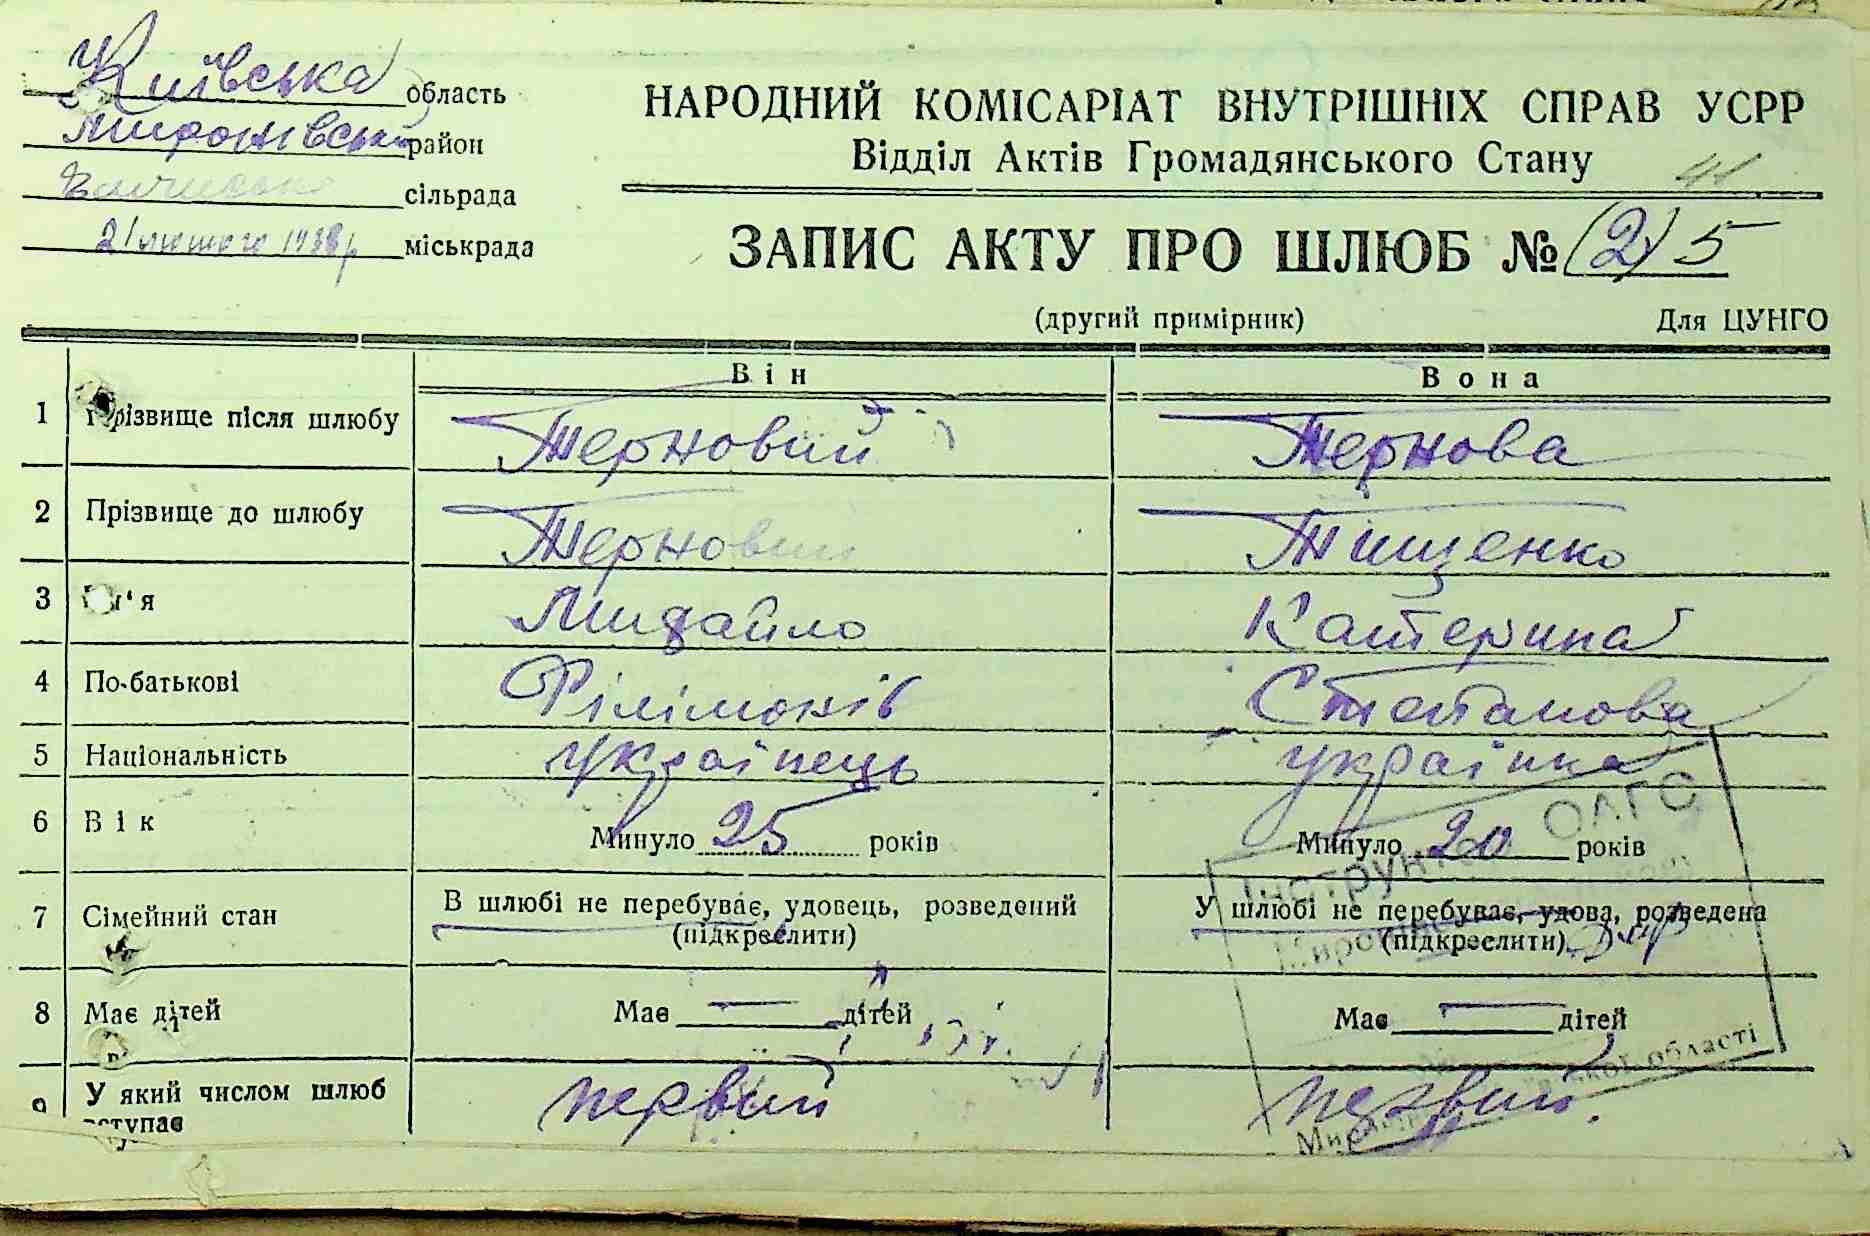 Київська область
Миронівський район
сільрада
21 лютого 1938 р міськрада
НАРОДНИЙ КОМІСАРІАТ ВНУТРІШНІХ СПРАВ УСРР
Відділ Актів Громадянського Стану
ЗАПИС АКТУ ПРО ШЛЮБ № (2) 5
(другий примірник) Для ЦУНГО
Він Вона
1 Прізвище після шлюбу Терновий Тернова
2 Прізвище до шлюбу Терновий Тищенко
3 Ім'я Михайло Катерина
4 По-батькові Філімонів Степанова
5 Національність українець українка
6 Вік Минуло 25 років Минуло 20 років
7 Сімейний стан В шлюбі не перебуває, удовець, розведений У шлюбі не перебуває, удова, розведена
(підкреслити) (підкреслити)
8 Має дітей Має — дітей Має — дітей
9 У який числом шлюб вступає первий первий.
Інструктор ОАГС
області